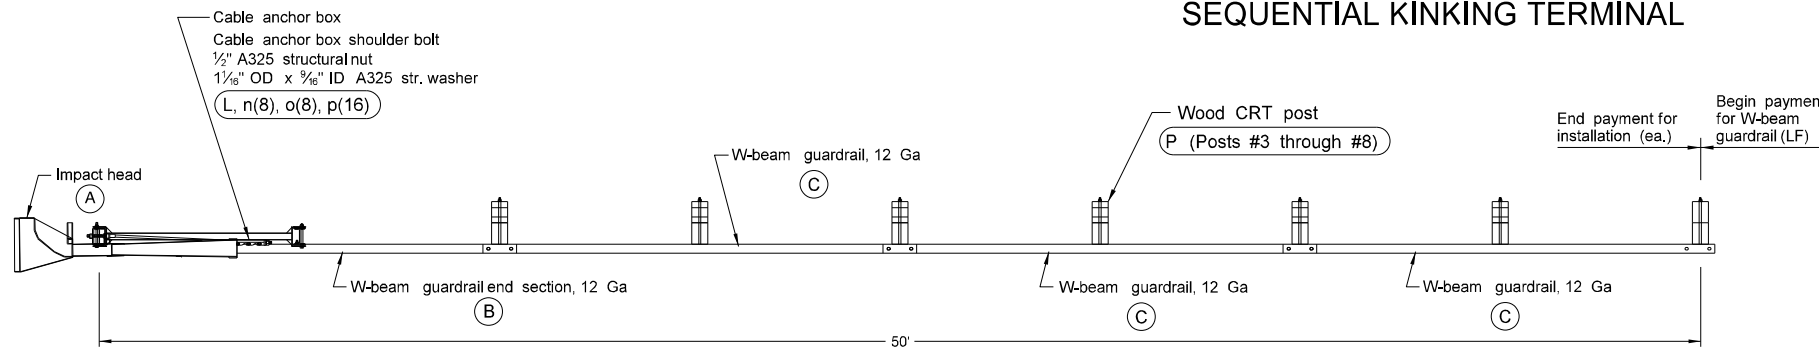 SEQUENTIAL KINKING TERMINAL
Cable anchor box
Cable anchor box shoulder bolt
½" A325 structural nut
1¹⁄₁₆" OD x ⁹⁄₁₆" ID A325 str. washer
L, n(8), o(8), p(16)
Impact head
A
W-beam guardrail, 12 Ga
C
Wood CRT post
P (Posts #3 through #8)
End payment for
installation (ea.)
Begin paymen
for W-beam
guardrail (LF)
W-beam guardrail end section, 12 Ga
B
W-beam guardrail, 12 Ga
C
W-beam guardrail, 12 Ga
C
50'